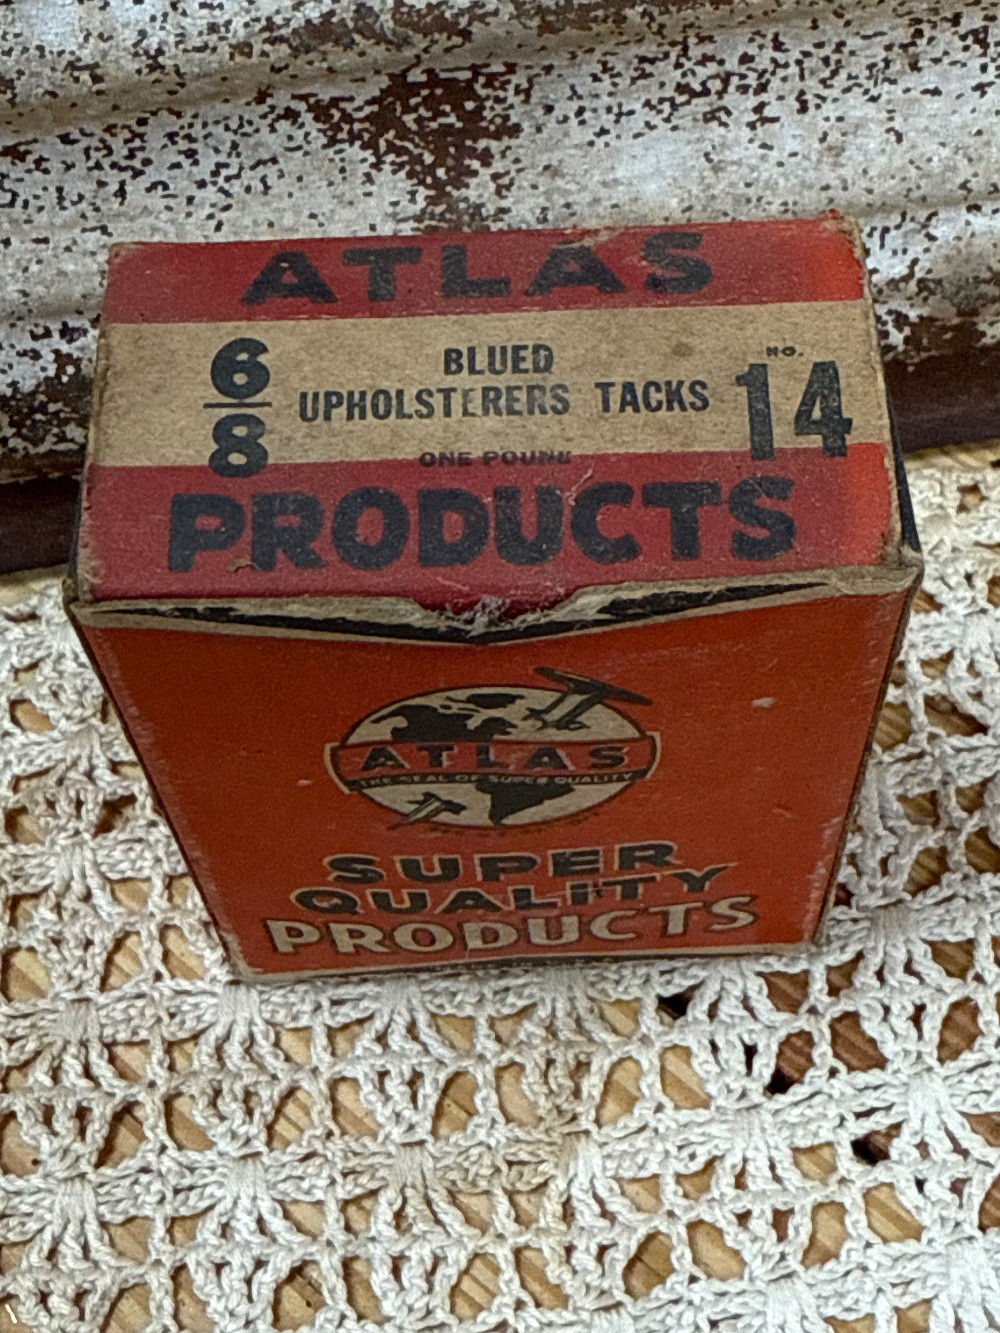 ATLAS
6/8
BLUED
UPHOLSTERERS TACKS
NO.
14
ONE POUND
PRODUCTS
ATLAS
THE SEAL OF SUPER QUALITY
SUPER
QUALITY
PRODUCTS